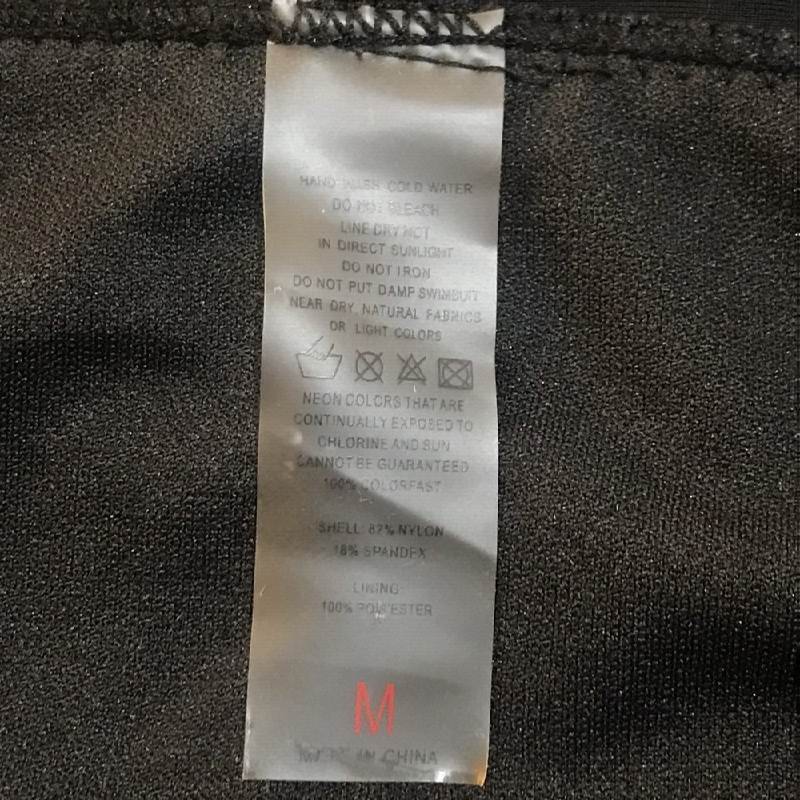 HAND WASH COLD WATER
DO NOT BLEACH
LINE DRY NOT
IN DIRECT SUNLIGHT
DO NOT IRON
DO NOT PUT DAMP SWIMSUIT
NEAR DRY, NATURAL FABRICS
OR LIGHT COLORS
NEON COLORS THAT ARE
CONTINUALLY EXPOSED TO
CHLORINE AND SUN
CANNOT BE GUARANTEED
100% COLORFAST
SHELL: 82% NYLON
18% SPANDEX
LINING:
100% POLYESTER
M
MADE IN CHINA